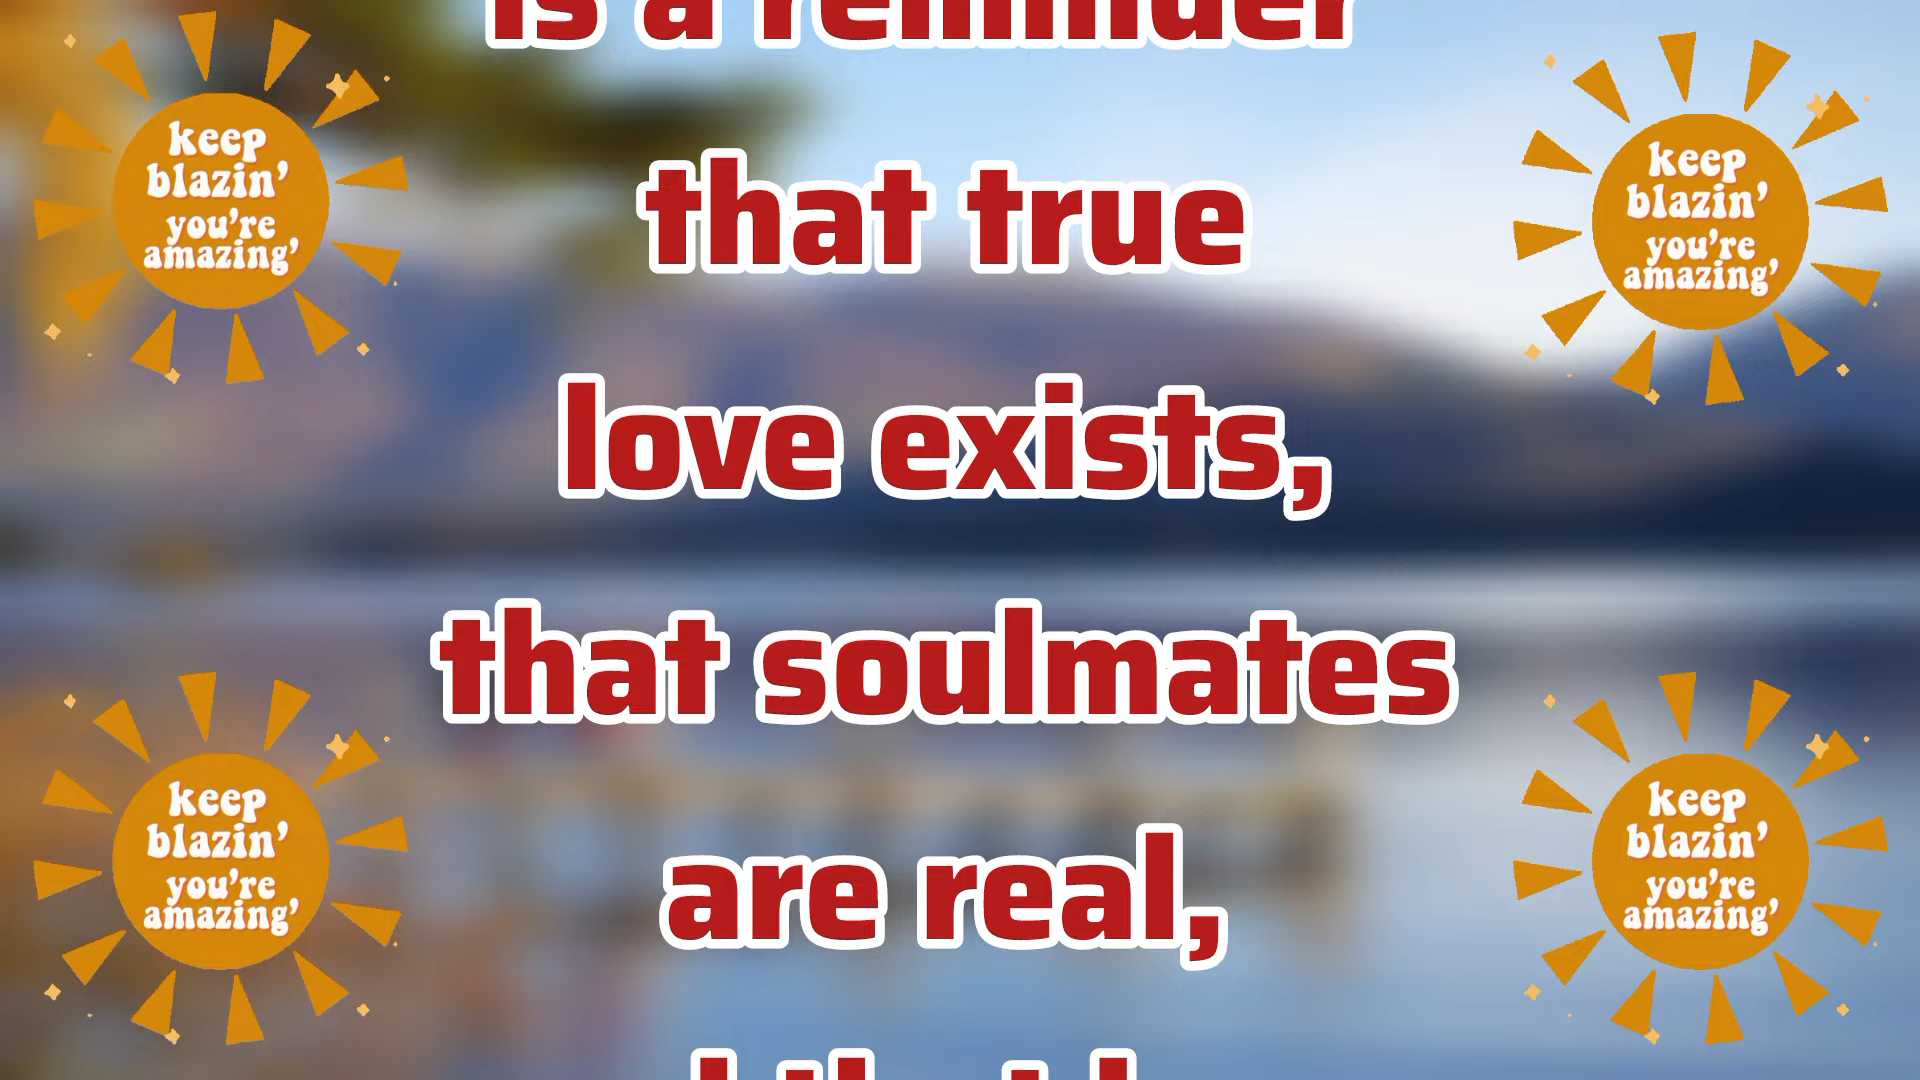 is a reminder
that true
love exists,
that soulmates
are real,
keep
blazin’
you’re
amazing’
keep
blazin’
you’re
amazing’
keep
blazin’
you’re
amazing’
keep
blazin’
you’re
amazing’